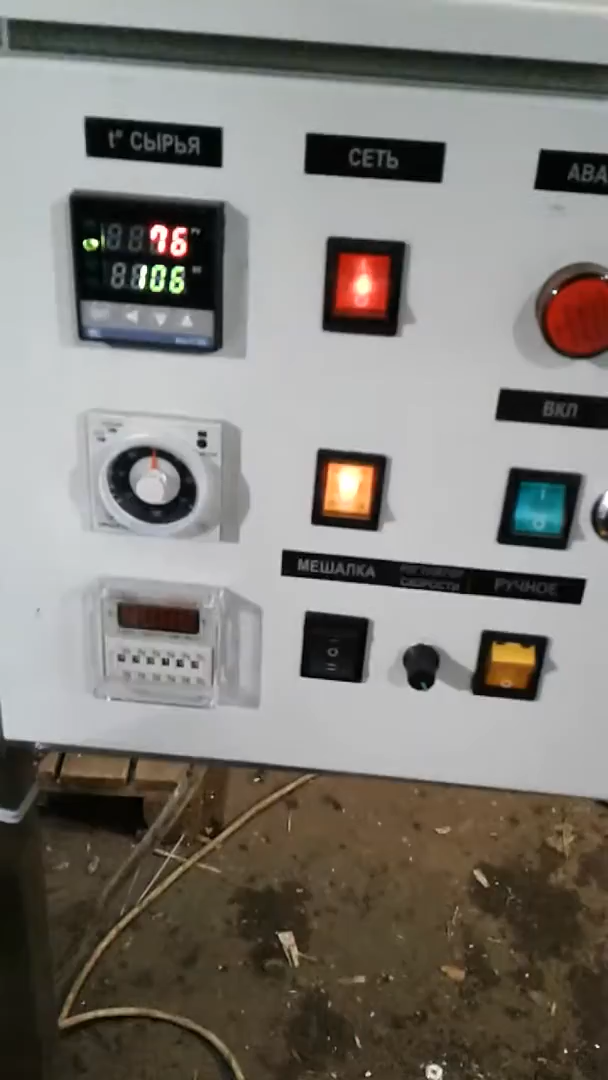 t° СЫРЬЯ
СЕТЬ
АВА
76
106
ВКЛ
МЕШАЛКА
РЕГУЛЯТОР
СКОРОСТИ
РУЧНОЕ